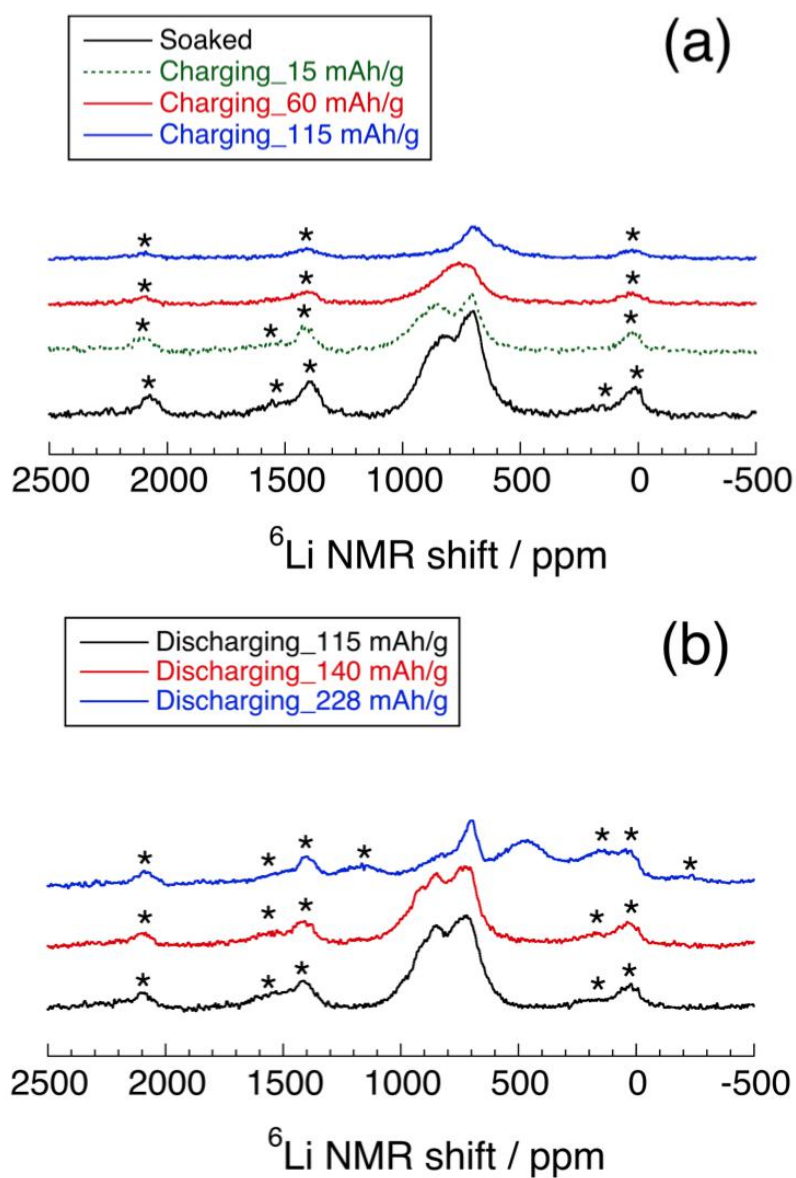 Soaked
(a)
Charging_15 mAh/g
Charging_60 mAh/g
Charging_115 mAh/g
* * *
* * *
* * * *
* * * * *
2500 2000 1500 1000 500 0 -500
⁶Li NMR shift / ppm
Discharging_115 mAh/g
(b)
Discharging_140 mAh/g
Discharging_228 mAh/g
* * * * * * *
* * * * *
* * * * *
2500 2000 1500 1000 500 0 -500
⁶Li NMR shift / ppm